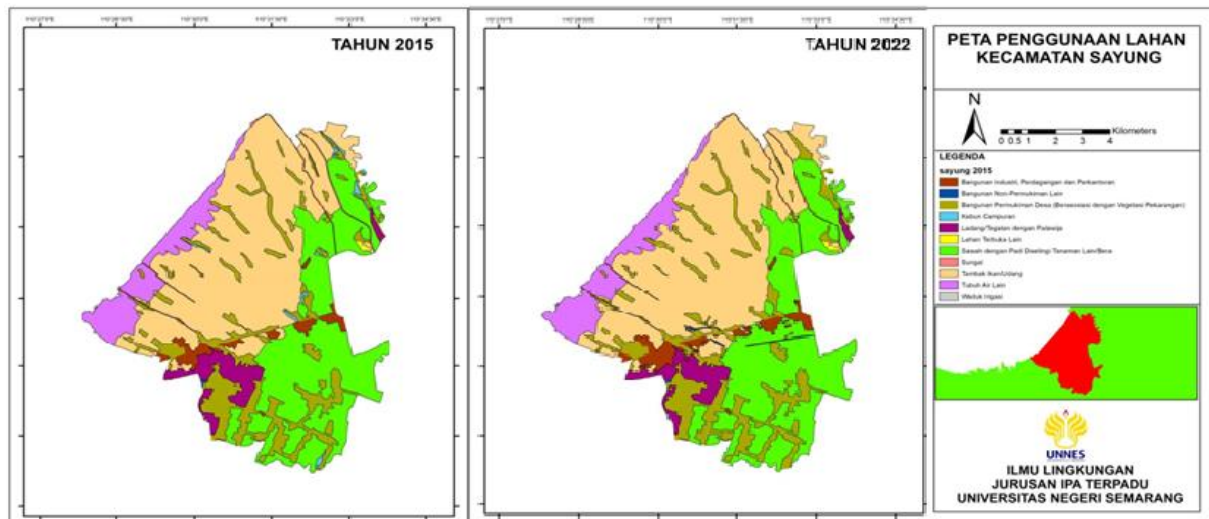 TAHUN 2015
TAHUN 2022
PETA PENGGUNAAN LAHAN
KECAMATAN SAYUNG
N
0 0.5 1 2 3 4
Kilometers
LEGENDA
sayung 2015
Bangunan Industri, Perdagangan dan Perkantoran
Bangunan Non-Permukiman Lain
Bangunan Permukiman Desa (Berasosiasi dengan Vegetasi Pekarangan)
Kebun Campuran
Ladang/Tegalan dengan Palawija
Lahan Terbuka Lain
Sawah dengan Padi Diselingi Tanaman Lain/Bera
Sungai
Tambak Ikan/Udang
Tubuh Air Lain
Waduk Irigasi
UNNES
ILMU LINGKUNGAN
JURUSAN IPA TERPADU
UNIVERSITAS NEGERI SEMARANG